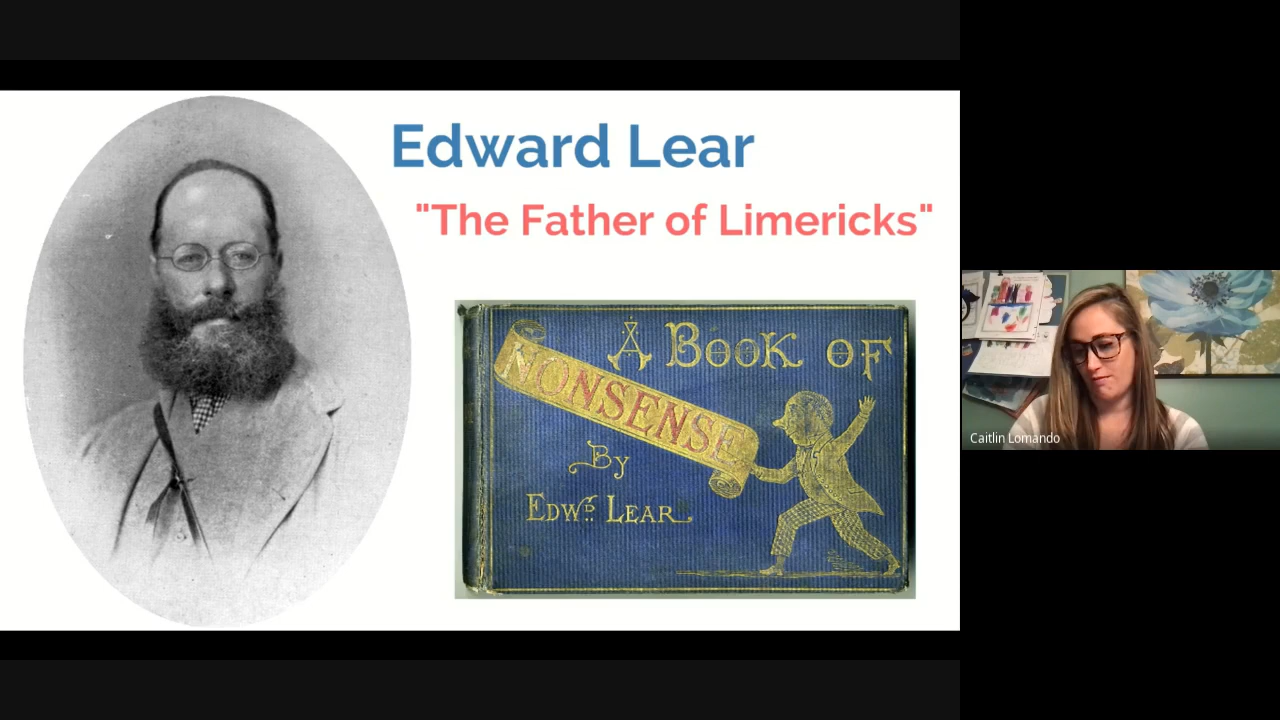 Edward Lear
"The Father of Limericks"
A BOOK OF
NONSENSE
By
EDWD. LEAR
Caitlin Lomando